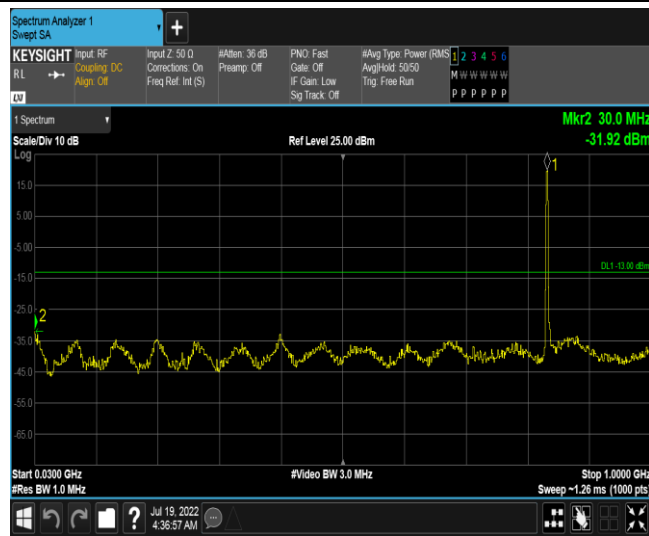 Spectrum Analyzer 1
Swept SA
+
KEYSIGHT
RL
Input: RF
Coupling: DC
Align: Off
Input Z: 50 Ω
Corrections: On
Freq Ref: Int (S)
#Atten: 36 dB
Preamp: Off
PNO: Fast
Gate: Off
IF Gain: Low
Sig Track: Off
#Avg Type: Power (RMS
Avg|Hold: 50/50
Trig: Free Run
1 2 3 4 5 6
M W W W W W
P P P P P P
1 Spectrum
Scale/Div 10 dB
Ref Level 25.00 dBm
Mkr2 30.0 MHz
-31.92 dBm
Log
1
15.0
5.00
-5.00
DL1 -13.00 dBm
-15.0
-25.0
2
-35.0
-45.0
-55.0
-65.0
Start 0.0300 GHz
#Video BW 3.0 MHz
Stop 1.0000 GHz
#Res BW 1.0 MHz
Sweep ~1.26 ms (1000 pts)
?
Jul 19, 2022
4:36:57 AM